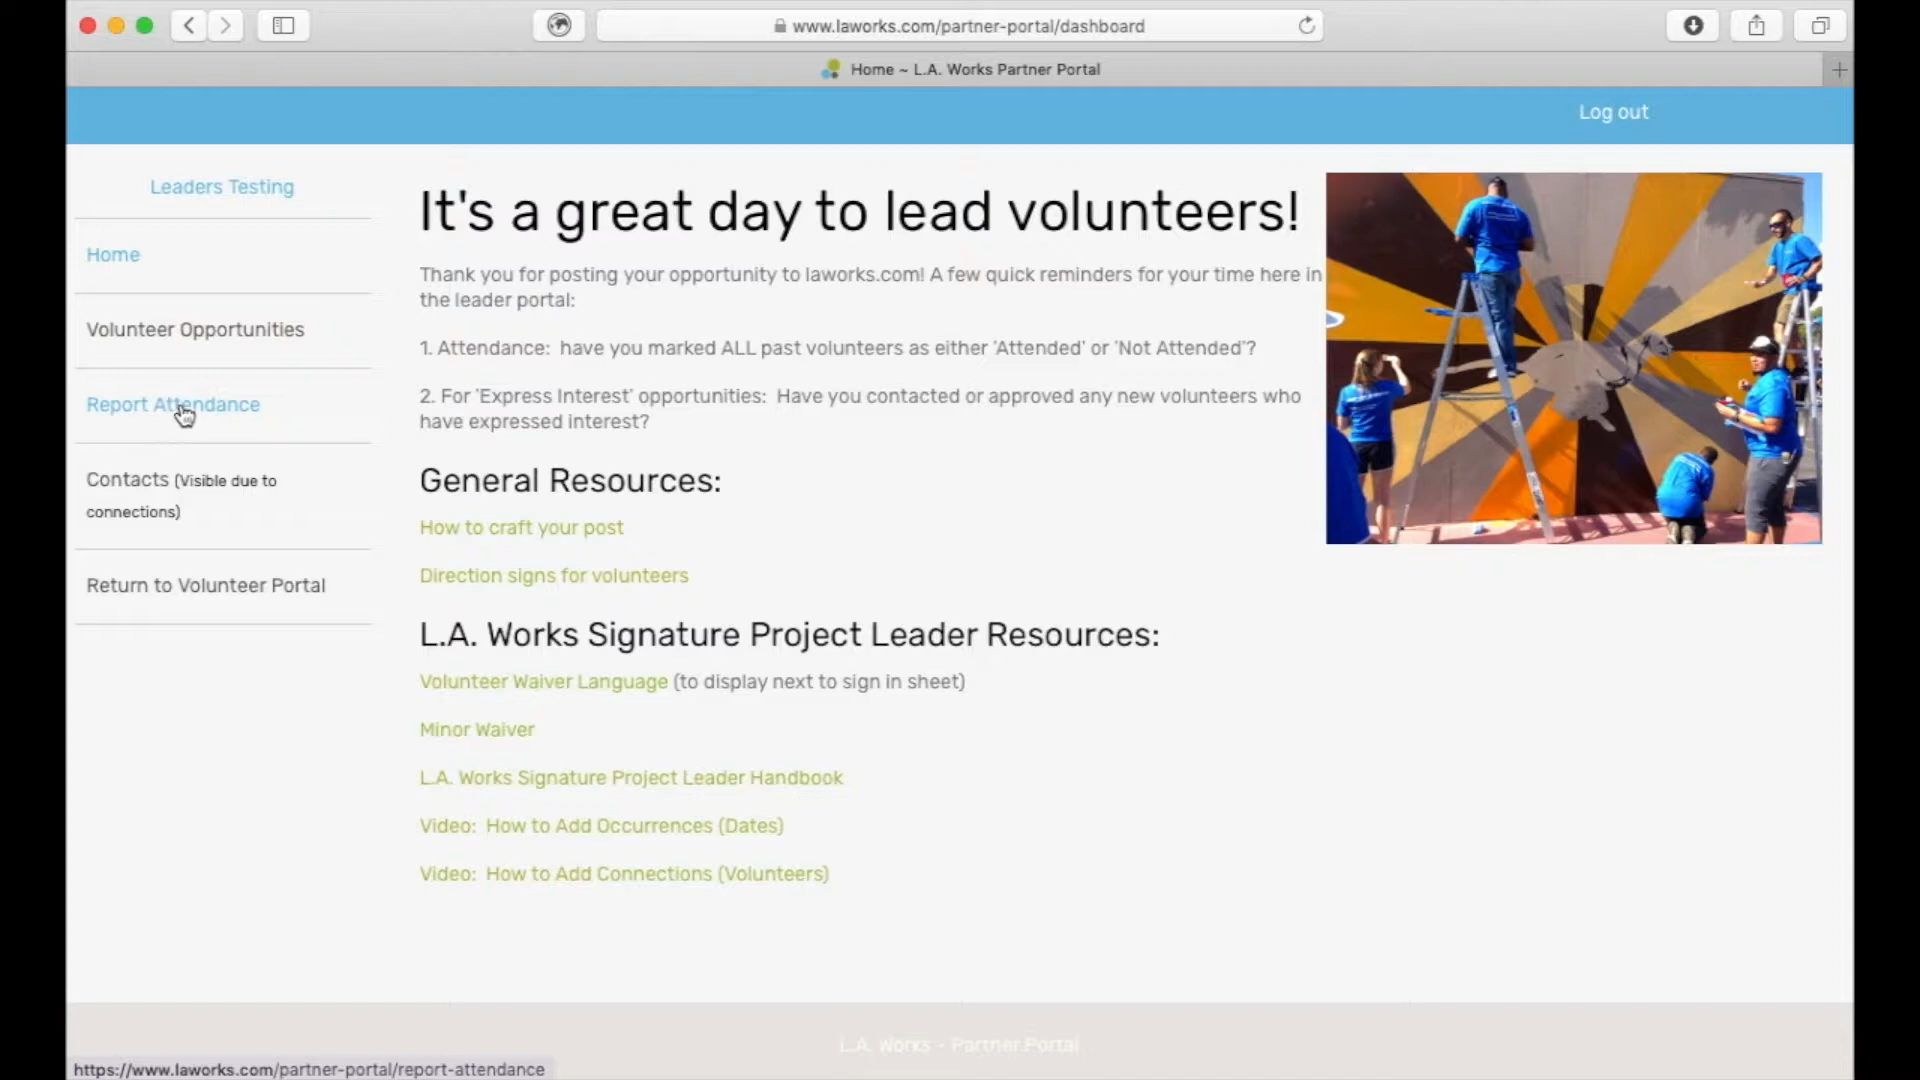 www.laworks.com/partner-portal/dashboard
Home ~ L.A. Works Partner Portal
Log out
Leaders Testing
Home
Volunteer Opportunities
Report Attendance
Contacts (Visible due to
connections)
Return to Volunteer Portal
It's a great day to lead volunteers!
Thank you for posting your opportunity to laworks.com! A few quick reminders for your time here in
the leader portal:
1. Attendance: have you marked ALL past volunteers as either 'Attended' or 'Not Attended'?
2. For 'Express Interest' opportunities: Have you contacted or approved any new volunteers who
have expressed interest?
General Resources:
How to craft your post
Direction signs for volunteers
L.A. Works Signature Project Leader Resources:
Volunteer Waiver Language (to display next to sign in sheet)
Minor Waiver
L.A. Works Signature Project Leader Handbook
Video: How to Add Occurrences (Dates)
Video: How to Add Connections (Volunteers)
L.A. Works - Partner Portal
https://www.laworks.com/partner-portal/report-attendance